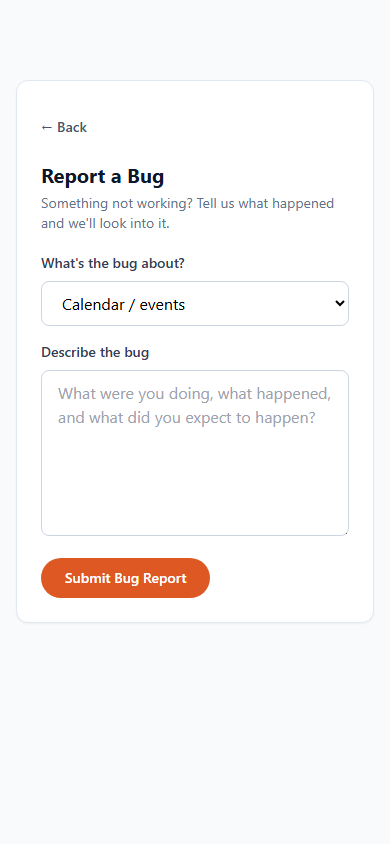 ← Back
Report a Bug
Something not working? Tell us what happened
and we'll look into it.
What's the bug about?
Calendar / events
Describe the bug
What were you doing, what happened,
and what did you expect to happen?
Submit Bug Report